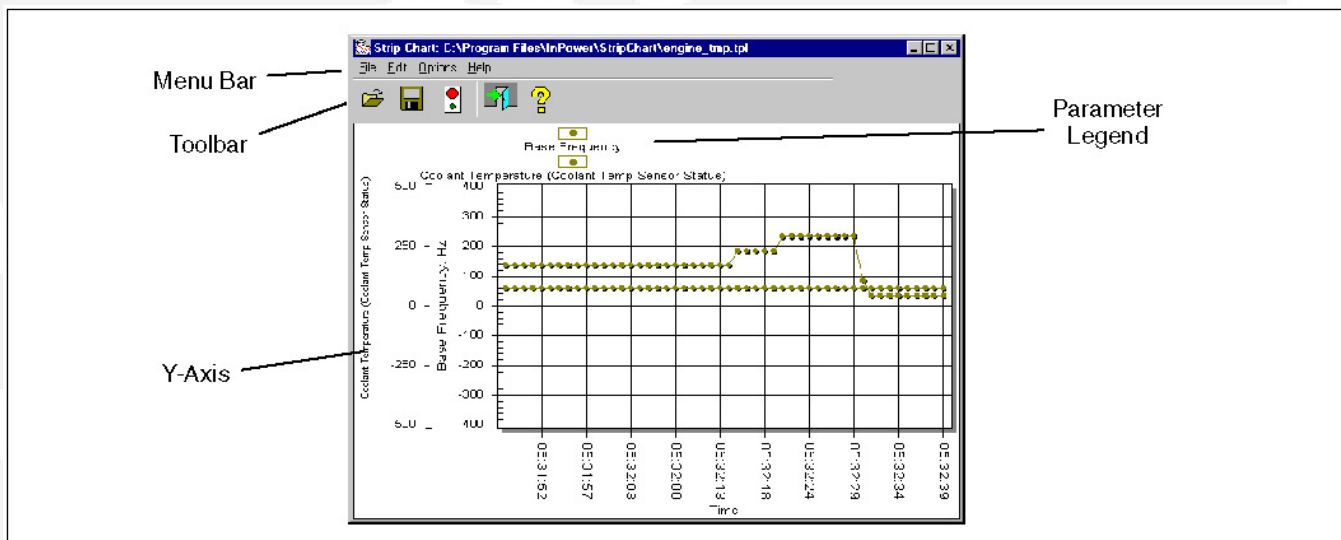 Strip Chart: C:\Program Files\InPower\StripChart\engine_tmp.tpl
File Edit Options Help
Menu Bar
Toolbar
Parameter
Legend
Base Frequency
Coolant Temperature (Coolant Temp Sensor Status)
Y-Axis
Coolant Temperature (Coolant Temp Sensor Status)
250
0
-250
Base Frequency, Hz
400
300
200
100
0
-100
-200
-300
400
05:31:52
05:31:57
05:32:13
05:32:18
05:32:24
05:32:29
05:32:34
05:32:39
Time